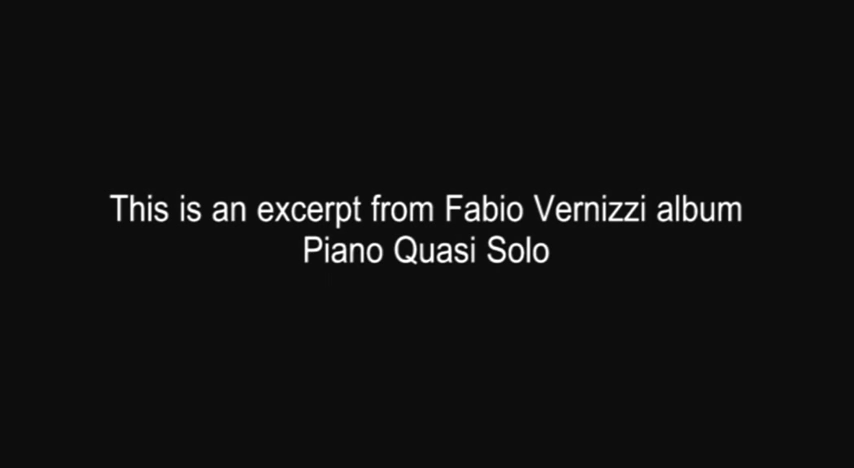 This is an excerpt from Fabio Vernizzi album
Piano Quasi Solo